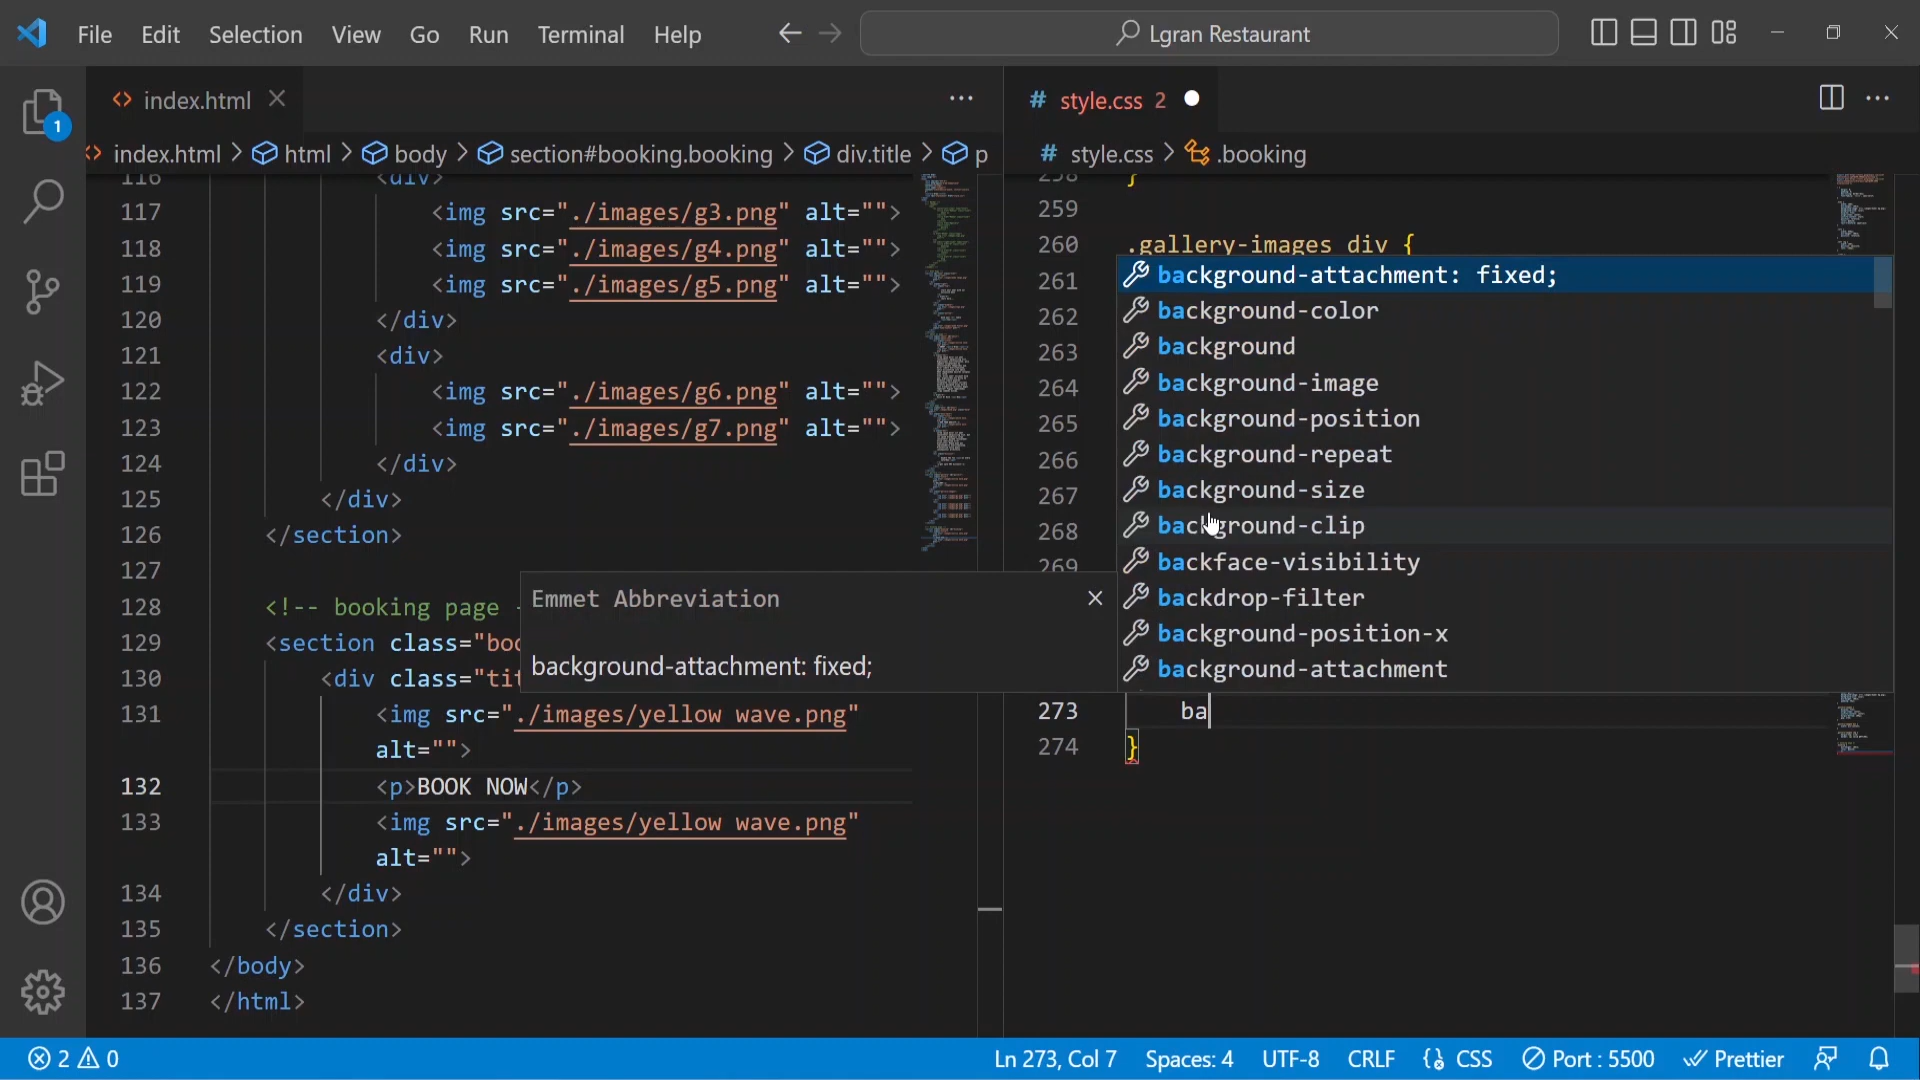 File Edit Selection View Go Run Terminal Help Lgran Restaurant
index.html
index.html > html > body > section#booking.booking > div.title > p
116 <div>
117 <img src="./images/g3.png" alt="">
118 <img src="./images/g4.png" alt="">
119 <img src="./images/g5.png" alt="">
120 </div>
121 <div>
122 <img src="./images/g6.png" alt="">
123 <img src="./images/g7.png" alt="">
124 </div>
125 </div>
126 </section>
127
128 <!-- booking page -
129 <section class="boo
130 <div class="tit
131 <img src="./images/yellow wave.png"
alt="">
132 <p>BOOK NOW</p>
133 <img src="./images/yellow wave.png"
alt="">
134 </div>
135 </section>
136 </body>
137 </html>
Emmet Abbreviation
background-attachment: fixed;
# style.css 2
# style.css > .booking
258 }
259
260 .gallery-images div {
261
262
263
264
265
266
267
268
269
background-attachment: fixed;
background-color
background
background-image
background-position
background-repeat
background-size
background-clip
backface-visibility
backdrop-filter
background-position-x
background-attachment
273 ba
274 }
1
2 0
Ln 273, Col 7 Spaces: 4 UTF-8 CRLF {} CSS Port : 5500 Prettier